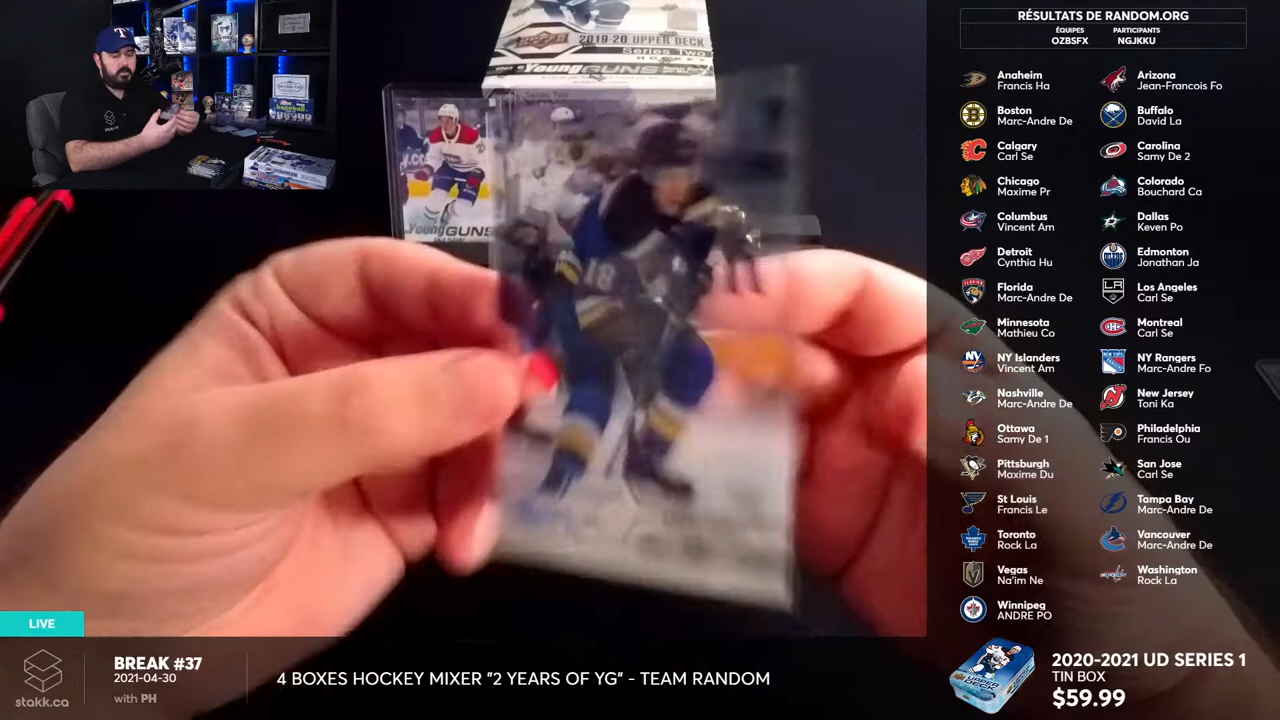 RÉSULTATS DE RANDOM.ORG
ÉQUIPES
OZBSFX
PARTICIPANTS
NGJKKU
Anaheim
Francis Ha
Arizona
Jean-Francois Fo
Boston
Marc-Andre De
Buffalo
David La
Calgary
Carl Se
Carolina
Samy De 2
Chicago
Maxime Pr
Colorado
Bouchard Ca
Columbus
Vincent Am
Dallas
Keven Po
Detroit
Cynthia Hu
Edmonton
Jonathan Ja
Florida
Marc-Andre De
Los Angeles
Carl Se
Minnesota
Mathieu Co
Montreal
Carl Se
NY Islanders
Vincent Am
NY Rangers
Marc-Andre Fo
Nashville
Marc-Andre De
New Jersey
Toni Ka
Ottawa
Samy De 1
Philadelphia
Francis Ou
Pittsburgh
Maxime Du
San Jose
Carl Se
St Louis
Francis Le
Tampa Bay
Marc-Andre De
Toronto
Rock La
Vancouver
Marc-Andre De
Vegas
Na'im Ne
Washington
Rock La
Winnipeg
ANDRE PO
2019-20 UPPER DECK
Series Two
HOCKEY
Young GUNS
Young GUNS
18
LIVE
stakk.ca
BREAK #37
2021-04-30
with PH
4 BOXES HOCKEY MIXER "2 YEARS OF YG" - TEAM RANDOM
2020-2021 UD SERIES 1
TIN BOX
$59.99